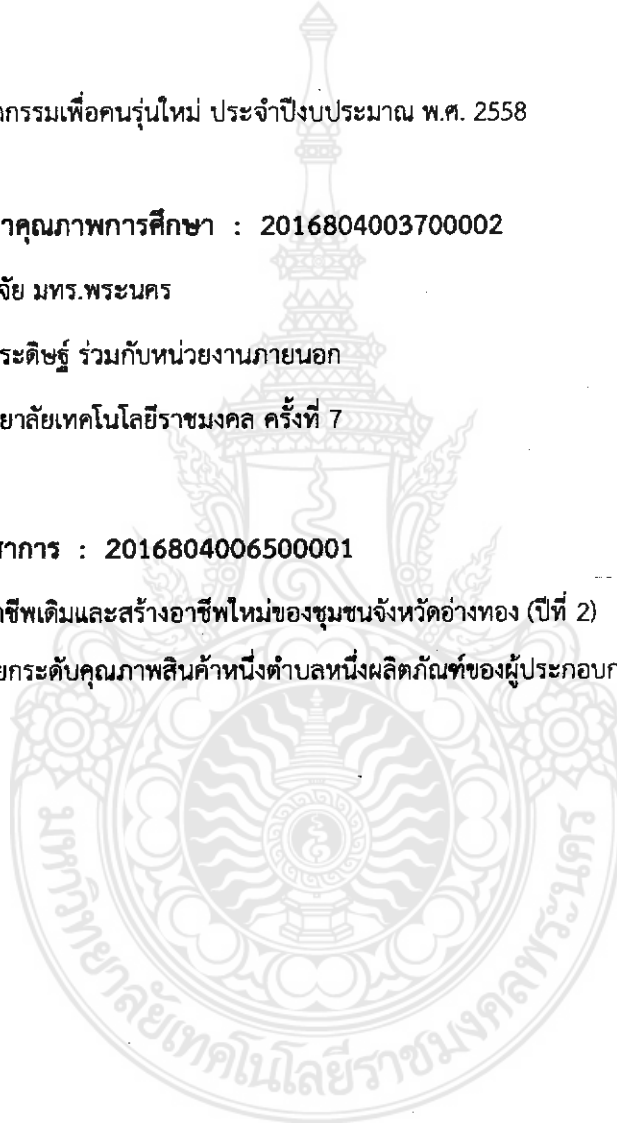 กรรมเพื่อคนรุ่นใหม่ ประจำปีงบประมาณ พ.ศ. 2558
าคุณภาพการศึกษา : 2016804003700002
จัย มทร.พระนคร
ระดิษฐ์ ร่วมกับหน่วยงานภายนอก
ยาลัยเทคโนโลยีราชมงคล ครั้งที่ 7
าการ : 2016804006500001
าชีพเดิมและสร้างอาชีพใหม่ของชุมชนจังหวัดอ่างทอง (ปีที่ 2)
ยกระดับคุณภาพสินค้าหนึ่งตำบลหนึ่งผลิตภัณฑ์ของผู้ประกอบก
มหาวิทยาลัยเทคโนโลยีราชมงคลพระนคร